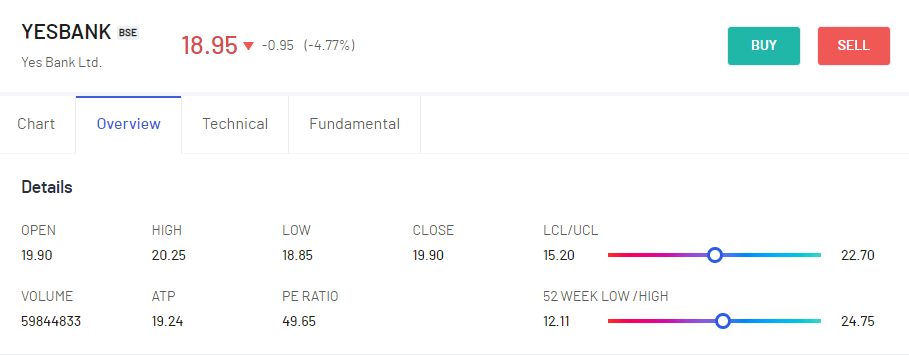 YESBANK BSE
18.95 -0.95 (-4.77%)
Yes Bank Ltd.
BUY
SELL
Chart
Overview
Technical
Fundamental
Details
OPEN HIGH LOW CLOSE LCL/UCL
19.90 20.25 18.85 19.90 15.20 22.70
VOLUME ATP PE RATIO 52 WEEK LOW /HIGH
59844833 19.24 49.65 12.11 24.75